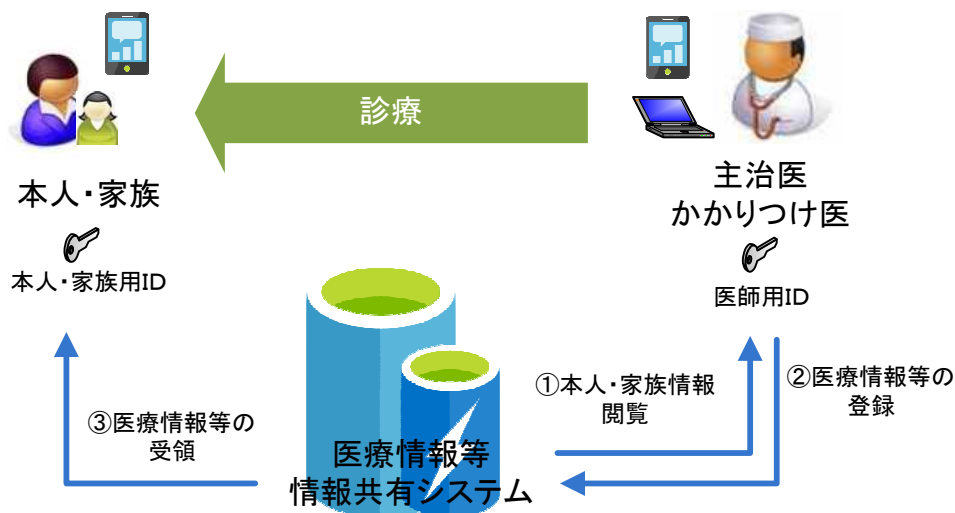 診療
本人・家族
本人・家族用ID
主治医
かかりつけ医
医師用ID
①本人・家族情報
閲覧
②医療情報等の
登録
③医療情報等の
受領
医療情報等
情報共有システム